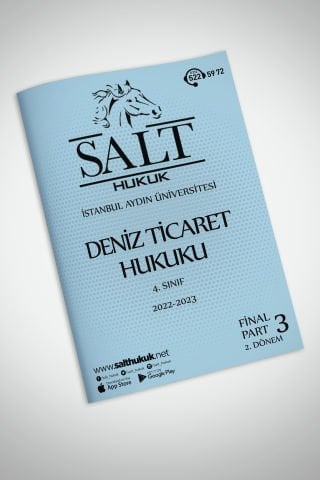 522 59 72
SALT
HUKUK
İSTANBUL AYDIN ÜNİVERSİTESİ
DENİZ TİCARET
HUKUKU
4. SINIF
2022-2023
FİNAL
PART 3
2. DÖNEM
www.salthukuk.net
App Store
Google Play